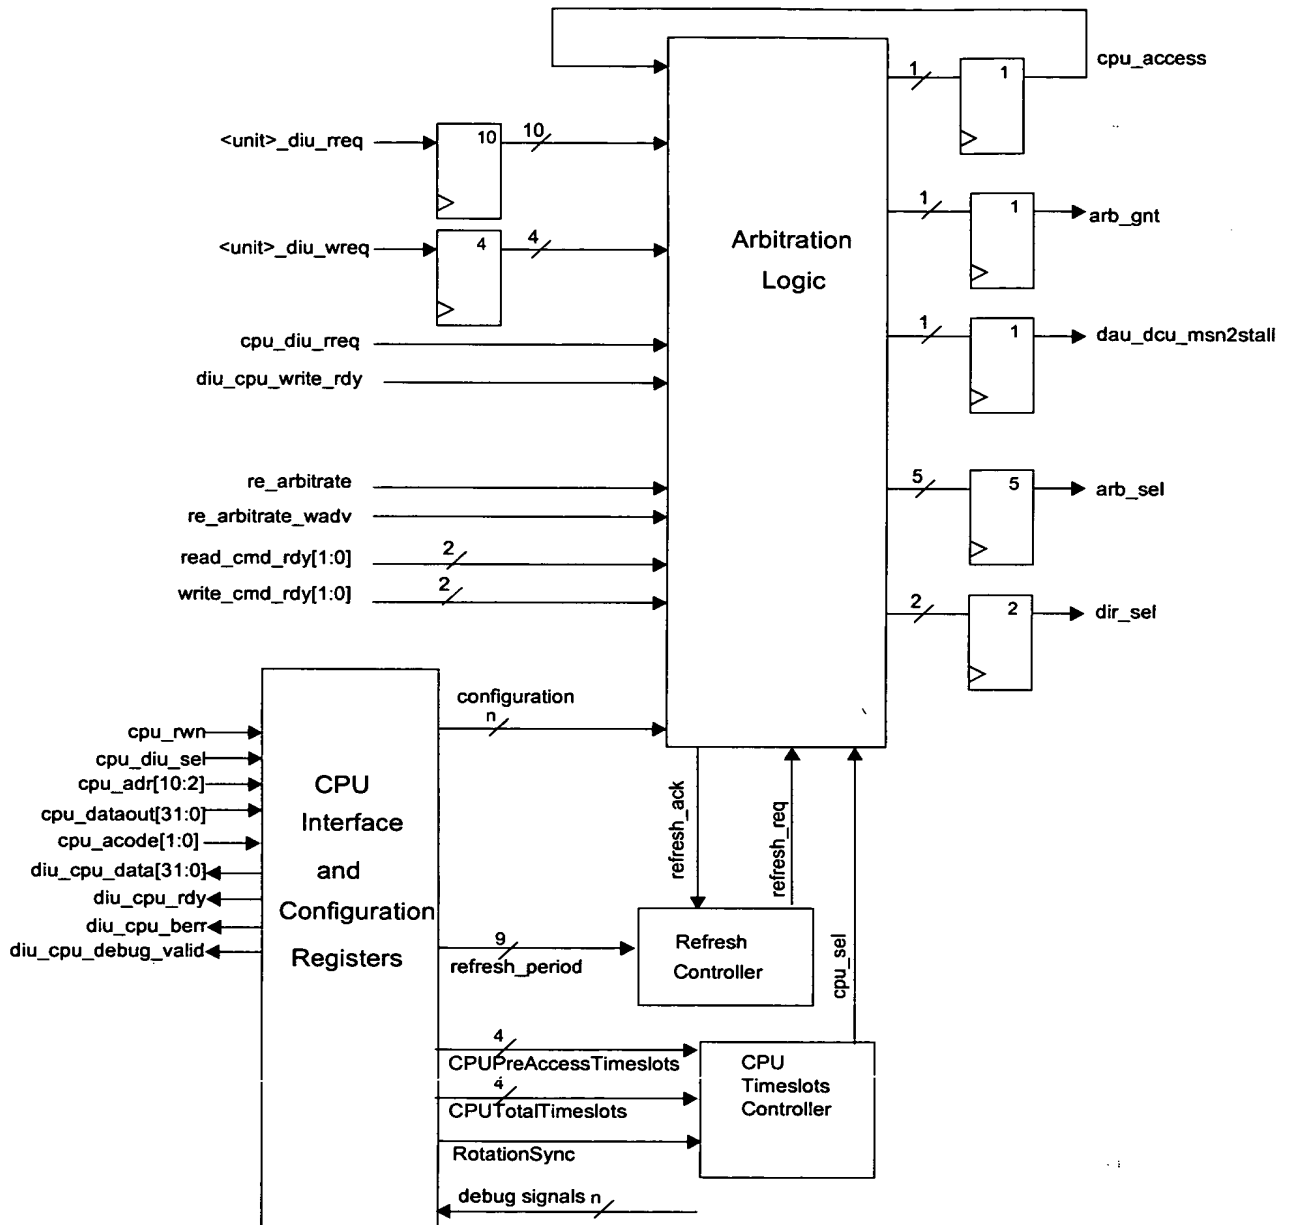 cpu_access
1
1
<unit>_diu_rreq
10
10
<unit>_diu_wreq
4
4
Arbitration
Logic
1
1
arb_gnt
cpu_diu_rreq
diu_cpu_write_rdy
1
1
dau_dcu_msn2stall
re_arbitrate
re_arbitrate_wadv
read_cmd_rdy[1:0]
2
write_cmd_rdy[1:0]
2
5
5
arb_sel
2
2
dir_sel
configuration
n
cpu_rwn
cpu_diu_sel
cpu_adr[10:2]
cpu_dataout[31:0]
cpu_acode[1:0]
diu_cpu_data[31:0]
diu_cpu_rdy
diu_cpu_berr
diu_cpu_debug_valid
CPU
Interface
and
Configuration
Registers
refresh_ack
refresh_req
cpu_sel
9
refresh_period
Refresh
Controller
4
CPUPreAccessTimeslots
4
CPUTotalTimeslots
RotationSync
CPU
Timeslots
Controller
debug signals n